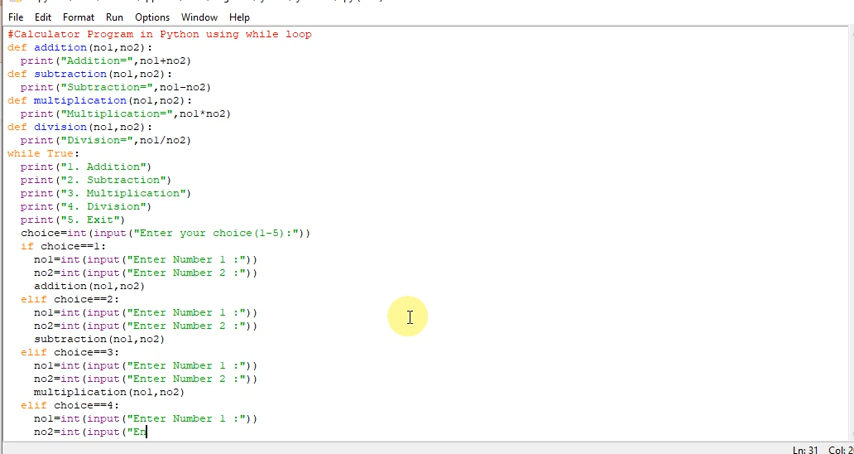 File Edit Format Run Options Window Help
#Calculator Program in Python using while loop
def addition(no1,no2):
  print("Addition=",no1+no2)
def subtraction(no1,no2):
  print("Subtraction=",no1-no2)
def multiplication(no1,no2):
  print("Multiplication=",no1*no2)
def division(no1,no2):
  print("Division=",no1/no2)
while True:
  print("1. Addition")
  print("2. Subtraction")
  print("3. Multiplication")
  print("4. Division")
  print("5. Exit")
  choice=int(input("Enter your choice(1-5):"))
  if choice==1:
    no1=int(input("Enter Number 1 :"))
    no2=int(input("Enter Number 2 :"))
    addition(no1,no2)
  elif choice==2:
    no1=int(input("Enter Number 1 :"))
    no2=int(input("Enter Number 2 :"))
    subtraction(no1,no2)
  elif choice==3:
    no1=int(input("Enter Number 1 :"))
    no2=int(input("Enter Number 2 :"))
    multiplication(no1,no2)
  elif choice==4:
    no1=int(input("Enter Number 1 :"))
    no2=int(input("En
Ln: 31 Col: 2